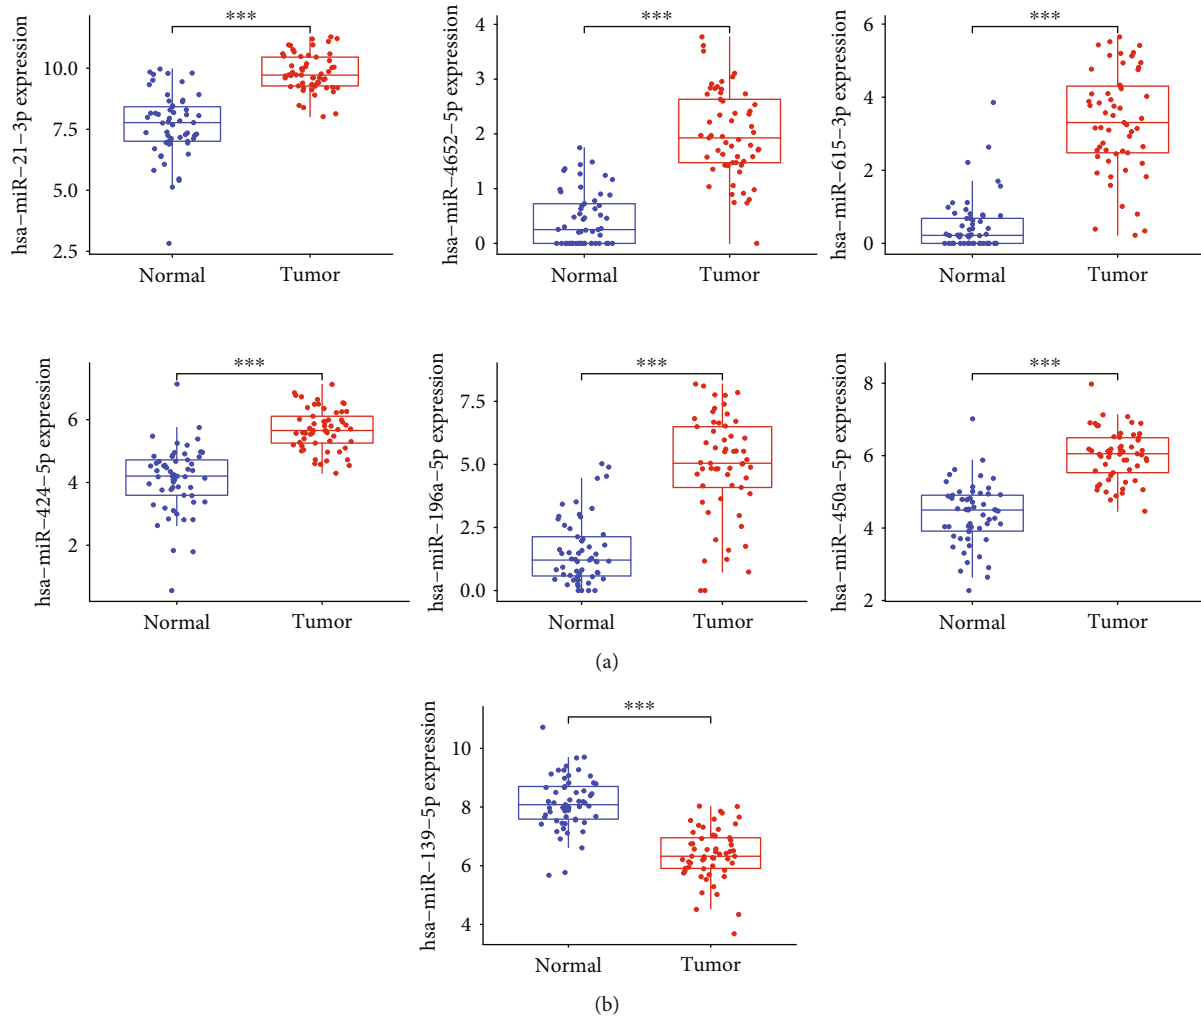 hsa−miR−21−3p expression
10.0
7.5
5.0
2.5
***
Normal
Tumor
hsa−miR−4652−5p expression
4
3
2
1
0
***
Normal
Tumor
hsa−miR−615−3p expression
6
4
2
0
***
Normal
Tumor
hsa−miR−424−5p expression
6
4
2
***
Normal
Tumor
hsa−miR−196a−5p expression
7.5
5.0
2.5
0.0
***
Normal
Tumor
hsa−miR−450a−5p expression
8
6
4
2
***
Normal
Tumor
(a)
hsa−miR−139−5p expression
10
8
6
4
***
Normal
Tumor
(b)